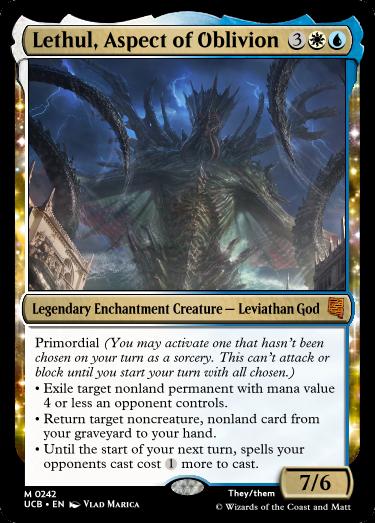 Lethul, Aspect of Oblivion 3
Legendary Enchantment Creature — Leviathan God
Primordial (You may activate one that hasn't been
chosen on your turn as a sorcery. This can't attack or
block until you start your turn with all chosen.)
• Exile target nonland permanent with mana value
4 or less an opponent controls.
• Return target noncreature, nonland card from
your graveyard to your hand.
• Until the start of your next turn, spells your
opponents cast cost 1 more to cast.
7/6
M 0242
UCB • EN Vlad Marica
They/them
© Wizards of the Coast and Matt